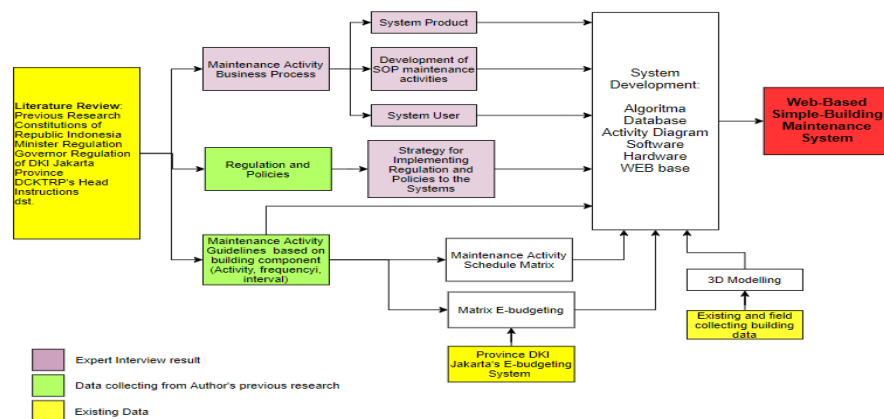 Literature Review:
Previous Research
Constitutions of
Republic Indonesia
Minister Regulation
Governor Regulation
of DKI Jakarta
Province
DCKTRP's Head
Instructions
dst.
Maintenance Activity
Business Process
Regulation and
Policies
Maintenance Activity
Guidelines based on
building component
(Activity, frequencyi,
interval)
System Product
Development of
SOP maintenance
activities
System User
Strategy for
Implementing
Regulation and
Policies to the
Systems
Maintenance Activity
Schedule Matrix
Matrix E-budgeting
Province DKI
Jakarta's E-budgeting
System
System
Development:
Algoritma
Database
Activity Diagram
Software
Hardware
WEB base
3D Modelling
Existing and field
collecting building
data
Web-Based
Simple-Building
Maintenance
System
Expert Interview result
Data collecting from Author's previous research
Existing Data